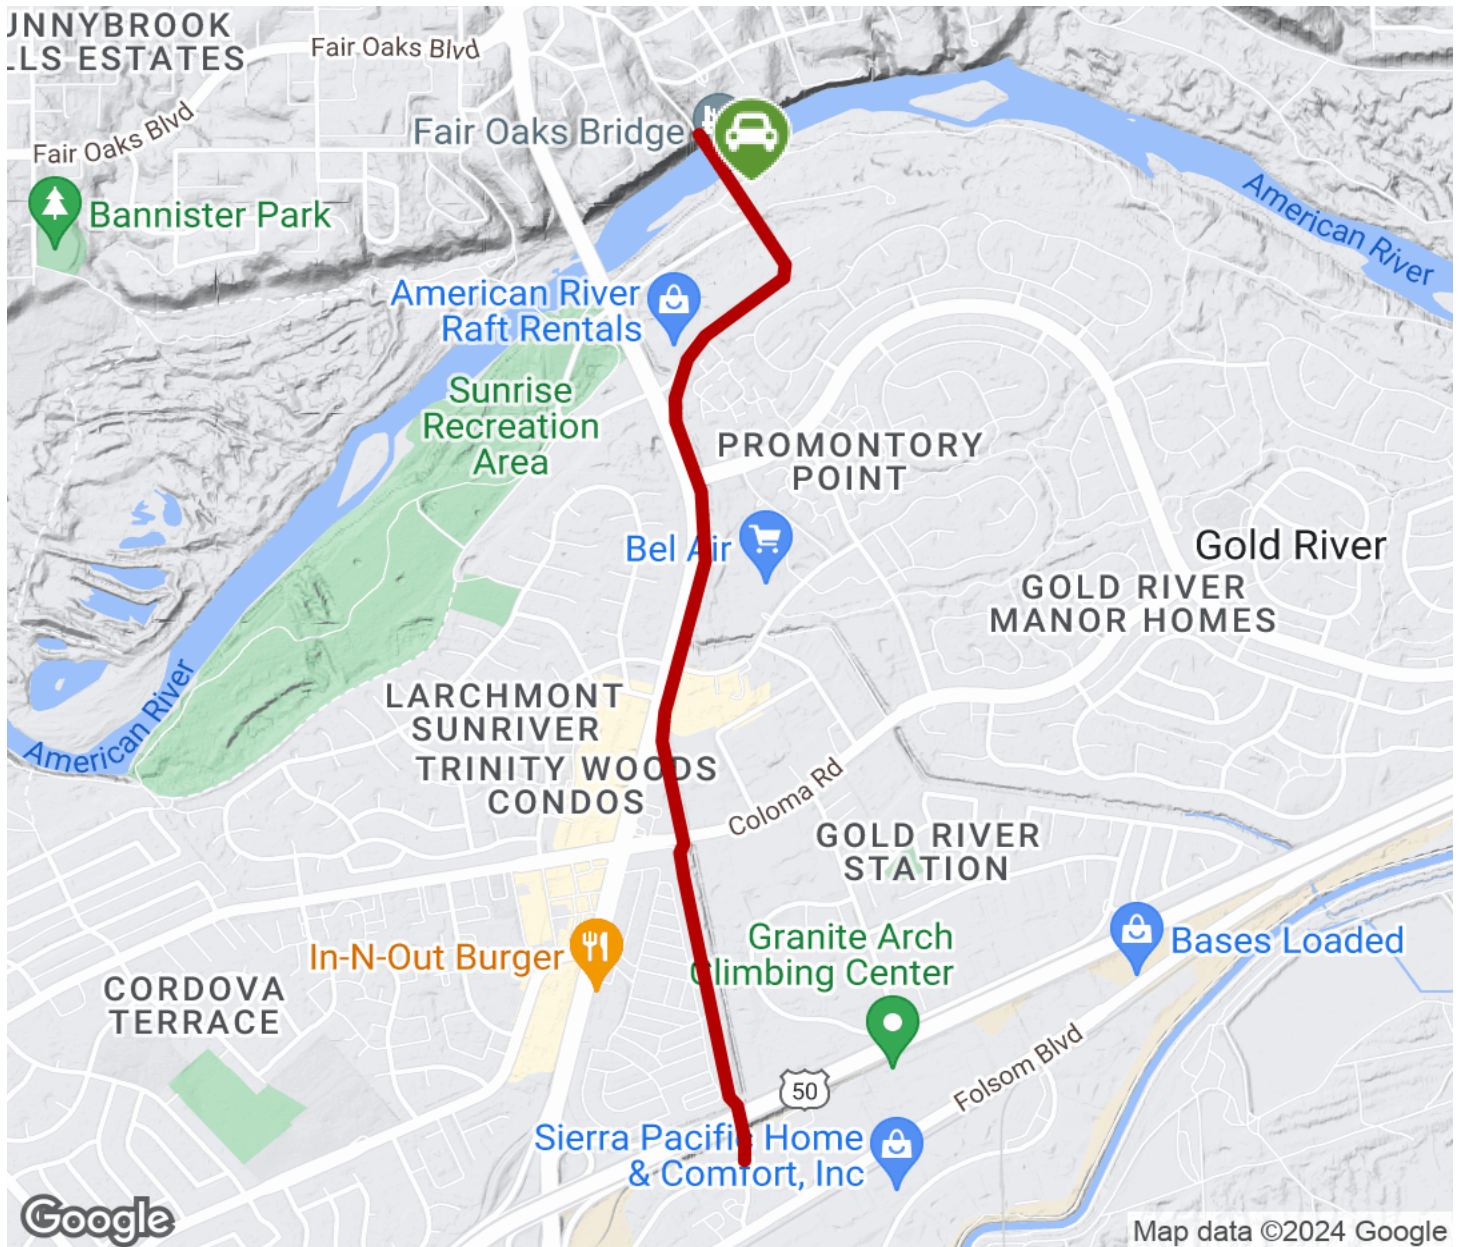 UNNYBROOK
LLS ESTATES
Fair Oaks Blvd
Fair Oaks Blvd
Fair Oaks Bridge
Bannister Park
American River
American River
Raft Rentals
Sunrise
Recreation
Area
PROMONTORY
POINT
Bel Air
Gold River
GOLD RIVER
MANOR HOMES
American River
LARCHMONT
SUNRIVER
TRINITY WOODS
CONDOS
Coloma Rd
GOLD RIVER
STATION
In-N-Out Burger
Granite Arch
Climbing Center
Bases Loaded
CORDOVA
TERRACE
50
Folsom Blvd
Sierra Pacific Home
& Comfort, Inc
DR
Google
Map data ©2024 Google